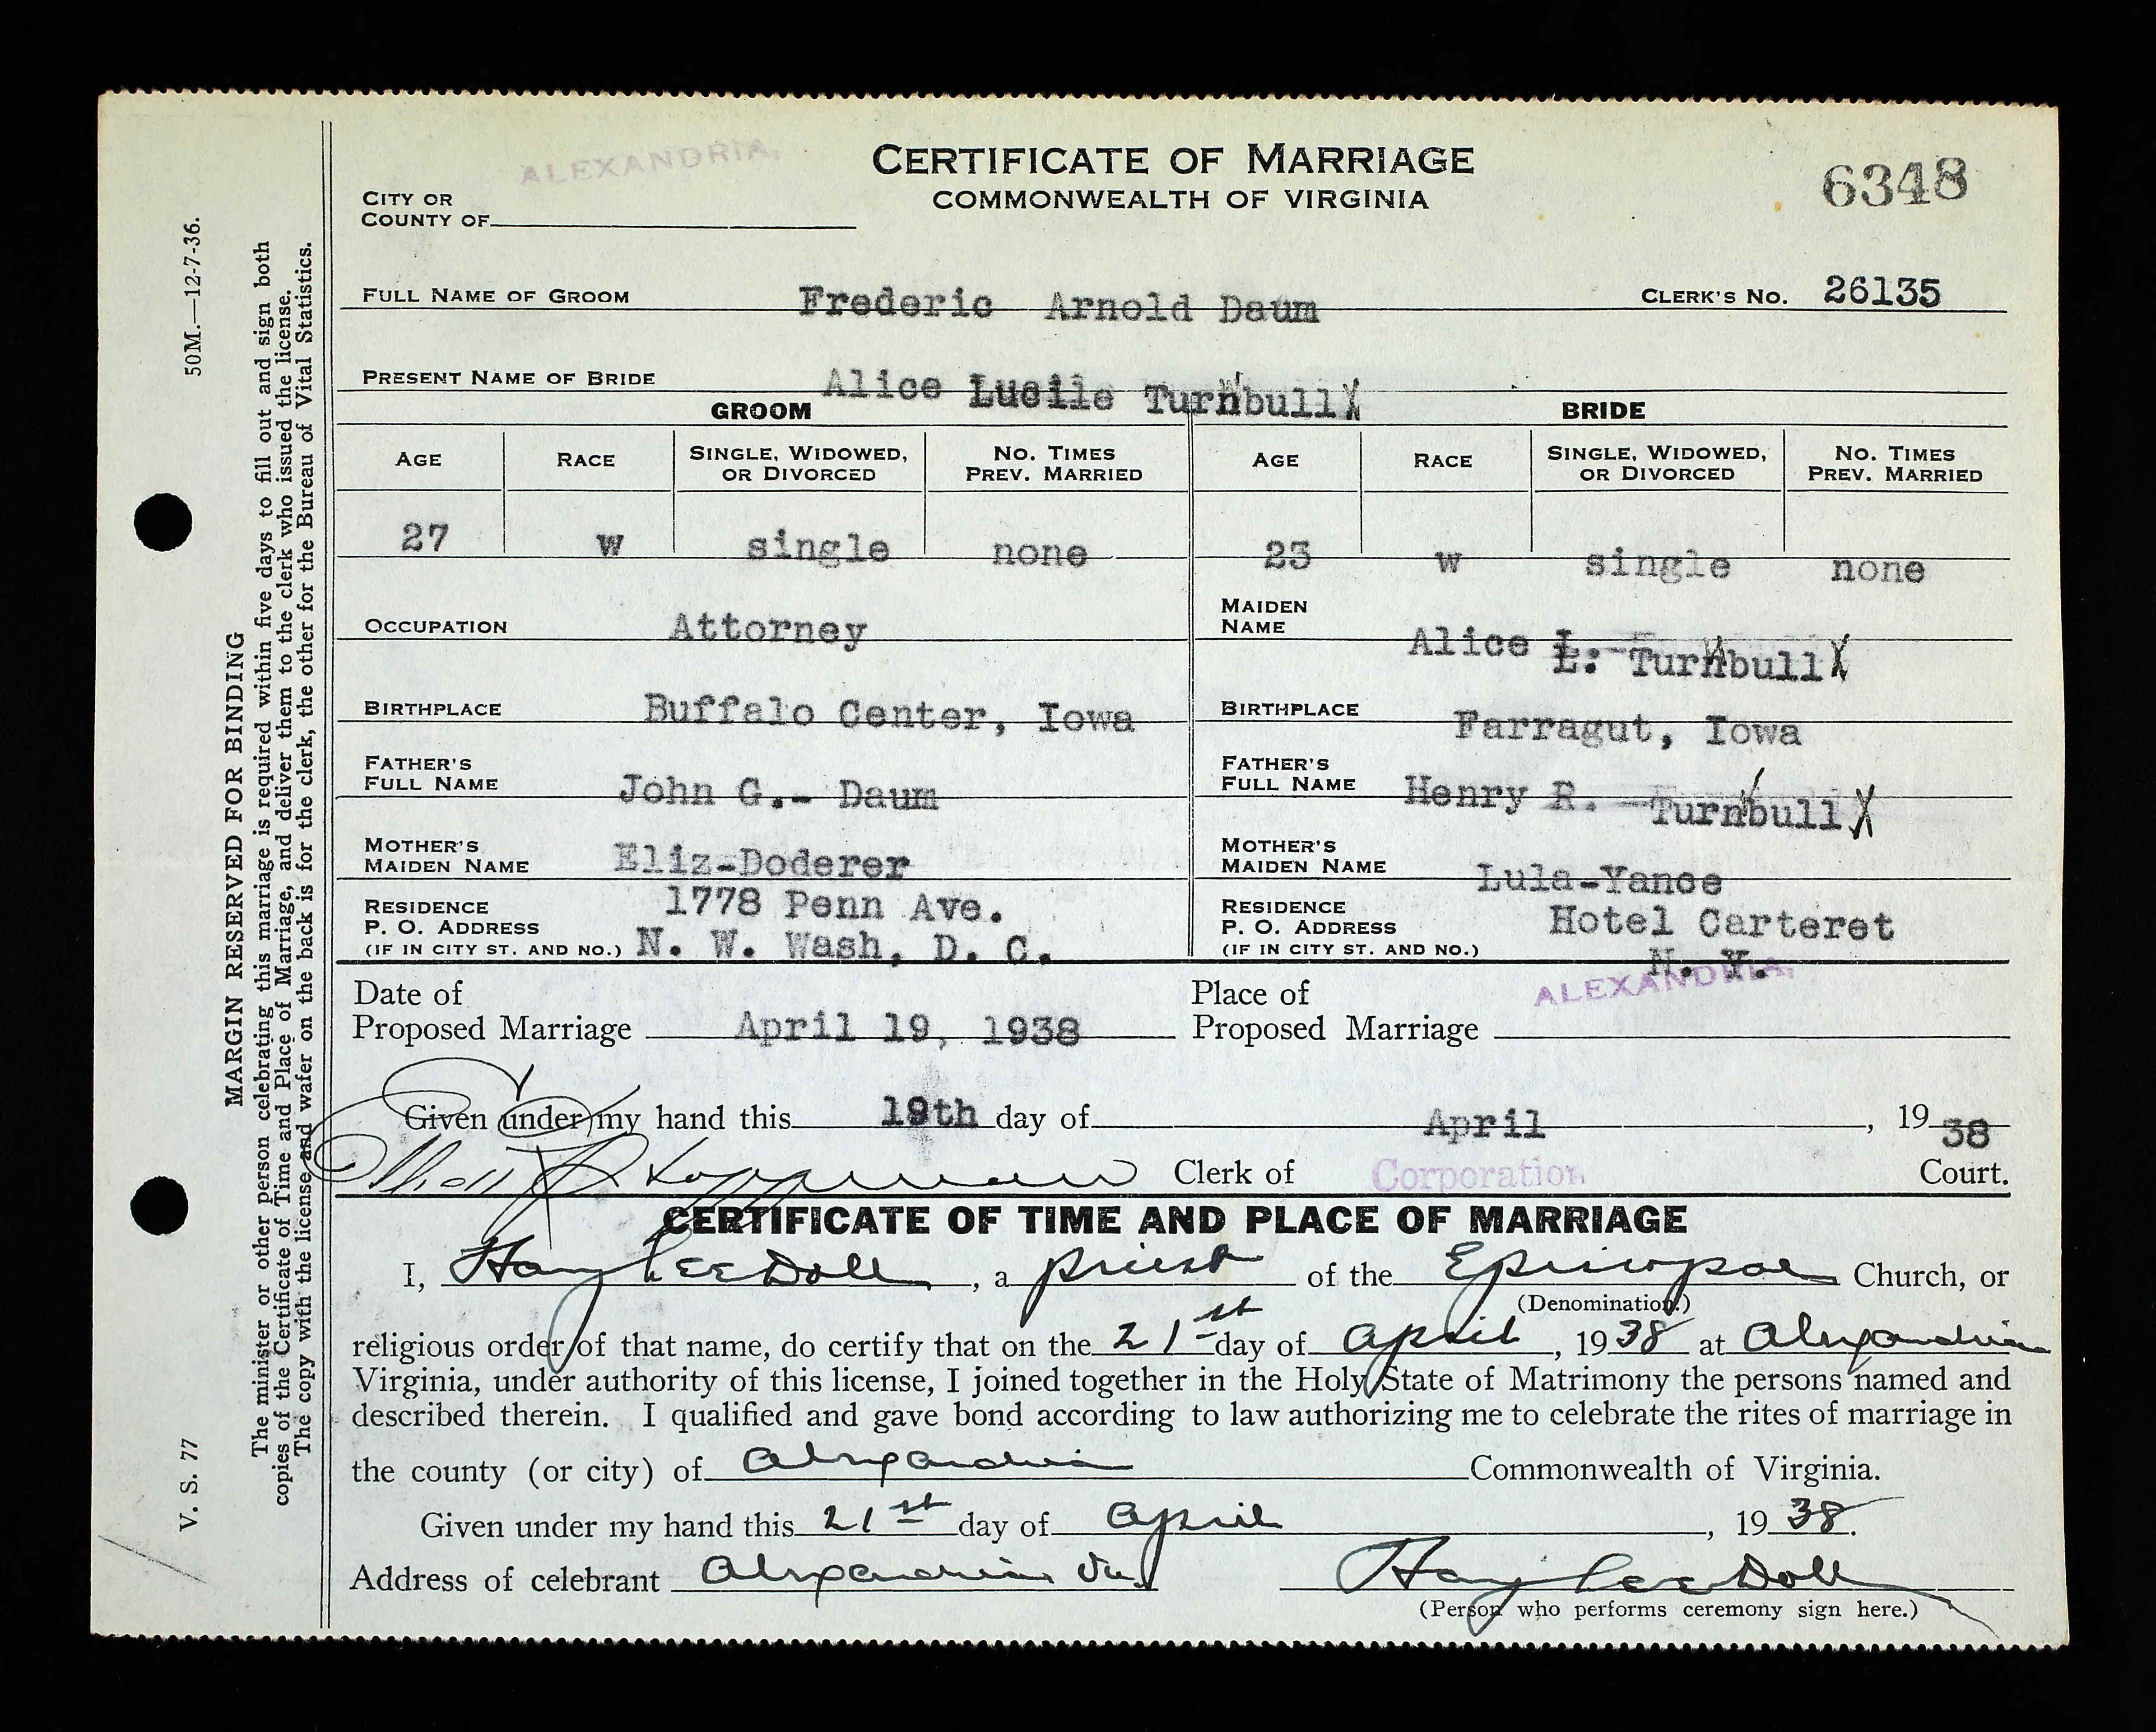 50M.—12-7-36.
MARGIN RESERVED FOR BINDING
The minister or other person celebrating this marriage is required within five days to fill out and sign both
copies of the Certificate of Time and Place of Marriage, and deliver them to the clerk who issued the license.
The copy with the license and wafer on the back is for the clerk, the other for the Bureau of Vital Statistics.
V. S. 77
ALEXANDRIA,
CERTIFICATE OF MARRIAGE
COMMONWEALTH OF VIRGINIA
6348
CITY OR
COUNTY OF
FULL NAME OF GROOM Frederic Arnold Daum CLERK'S NO. 26135
PRESENT NAME OF BRIDE Alice Lucile Turnbull
GROOM BRIDE
AGE RACE SINGLE, WIDOWED, OR DIVORCED NO. TIMES PREV. MARRIED AGE RACE SINGLE, WIDOWED, OR DIVORCED NO. TIMES PREV. MARRIED
27 w single none 23 w single none
OCCUPATION Attorney MAIDEN NAME Alice L. Turnbull
BIRTHPLACE Buffalo Center, Iowa BIRTHPLACE Farragut, Iowa
FATHER'S FULL NAME John G.- Daum FATHER'S FULL NAME Henry R. Turnbull
MOTHER'S MAIDEN NAME Eliz-Doderer MOTHER'S MAIDEN NAME Lula-Yance
RESIDENCE P. O. ADDRESS (IF IN CITY ST. AND NO.) 1778 Penn Ave. N. W. Wash, D. C. RESIDENCE P. O. ADDRESS (IF IN CITY ST. AND NO.) Hotel Carteret N. Y.
Date of Proposed Marriage April 19, 1938 Place of Proposed Marriage ALEXANDRIA,
Given under my hand this 19th day of April, 19 38
Clerk of Corporation Court.
CERTIFICATE OF TIME AND PLACE OF MARRIAGE
I, Harry Lee Doll, a priest of the Episcopal Church, or
(Denomination.)
religious order of that name, do certify that on the 21st day of April, 1938 at Alexandria
Virginia, under authority of this license, I joined together in the Holy State of Matrimony the persons named and
described therein. I qualified and gave bond according to law authorizing me to celebrate the rites of marriage in
the county (or city) of Alexandria Commonwealth of Virginia.
Given under my hand this 21st day of April, 1938.
Address of celebrant Alexandria Va. Harry Lee Doll
(Person who performs ceremony sign here.)